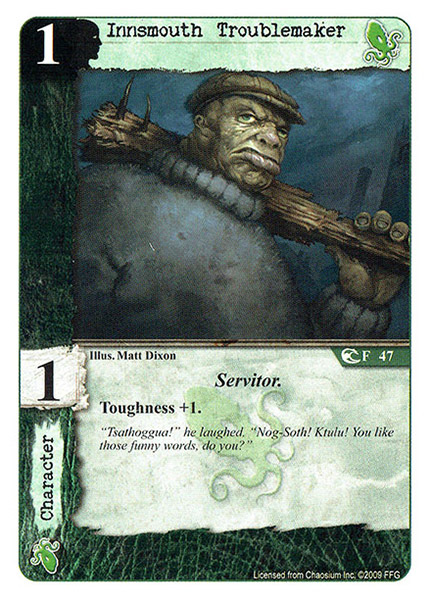 1
Innsmouth Troublemaker
Illus. Matt Dixon
F 47
1
Servitor.
Toughness +1.
"Tsathoggua!" he laughed. "Nog-Soth! Ktulu! You like
those funny words, do you?"
Character
Licensed from Chaosium Inc. ©2009 FFG